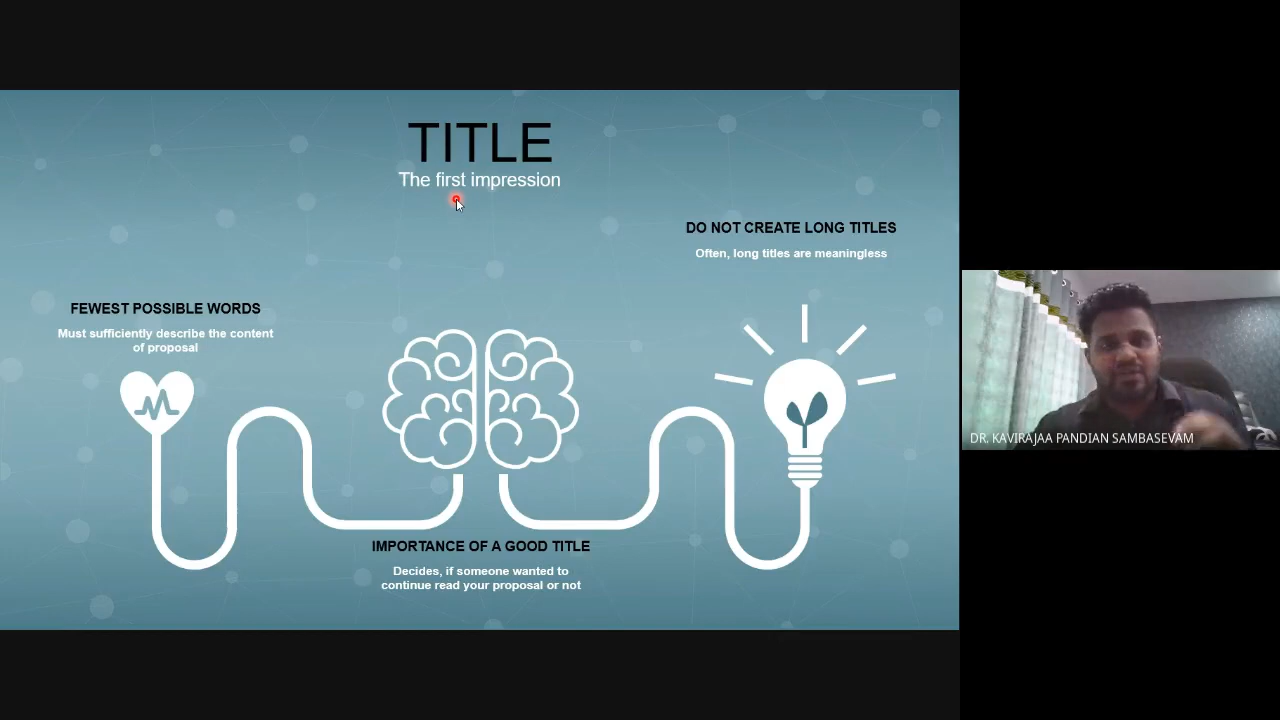 TITLE
The first impression
DO NOT CREATE LONG TITLES
Often, long titles are meaningless
FEWEST POSSIBLE WORDS
Must sufficiently describe the content
of proposal
IMPORTANCE OF A GOOD TITLE
Decides, if someone wanted to
continue read your proposal or not
DR. KAVIRAJAA PANDIAN SAMBASEVAM